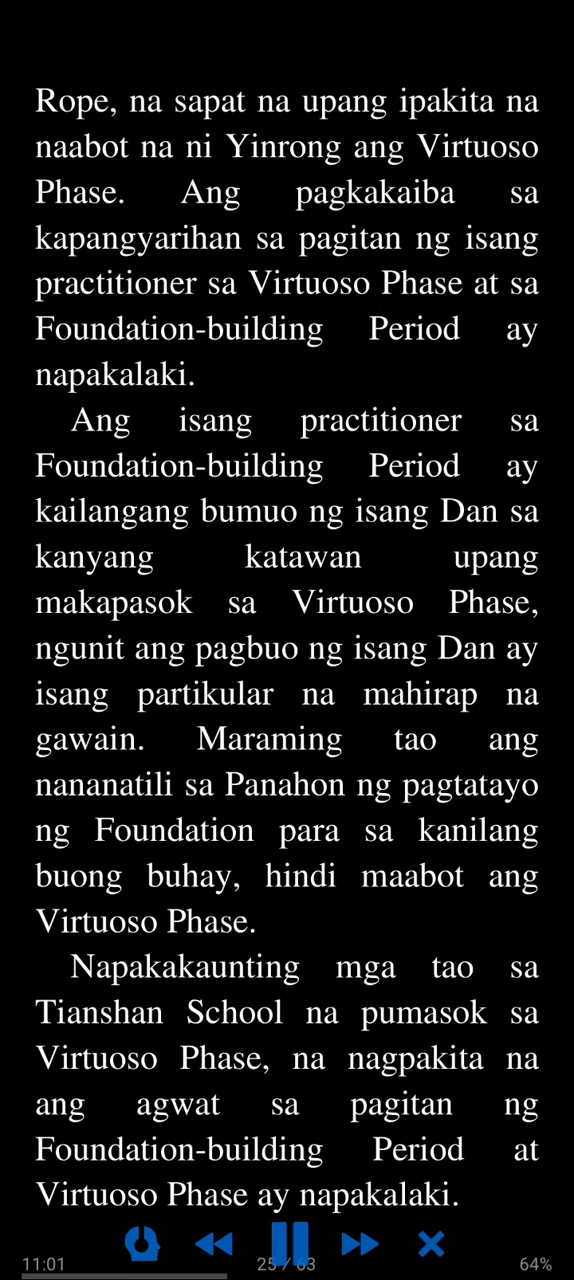 Rope, na sapat na upang ipakita na
naabot na ni Yinrong ang Virtuoso
Phase. Ang pagkakaiba sa
kapangyarihan sa pagitan ng isang
practitioner sa Virtuoso Phase at sa
Foundation-building Period ay
napakalaki.
Ang isang practitioner sa
Foundation-building Period ay
kailangang bumuo ng isang Dan sa
kanyang katawan upang
makapasok sa Virtuoso Phase,
ngunit ang pagbuo ng isang Dan ay
isang partikular na mahirap na
gawain. Maraming tao ang
nananatili sa Panahon ng pagtatayo
ng Foundation para sa kanilang
buong buhay, hindi maabot ang
Virtuoso Phase.
Napakakaunting mga tao sa
Tianshan School na pumasok sa
Virtuoso Phase, na nagpakita na
ang agwat sa pagitan ng
Foundation-building Period at
Virtuoso Phase ay napakalaki.
11:01 25 / 63 64%